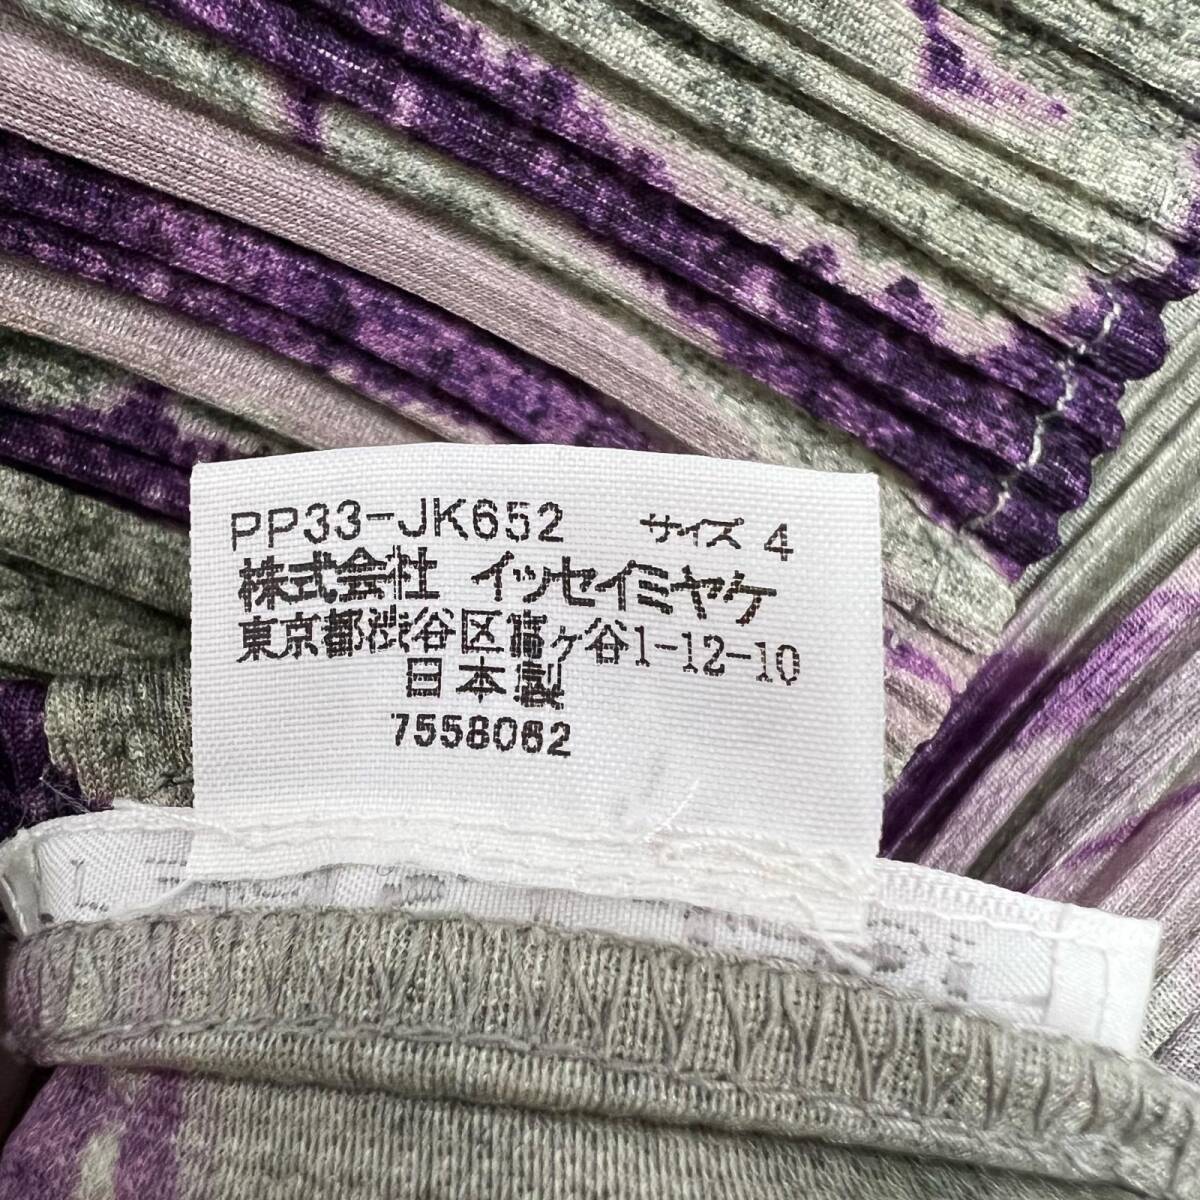 PP33-JK652 サイズ 4
株式会社 イッセイミヤケ
東京都渋谷区富ヶ谷1-12-10
日本製
7558062